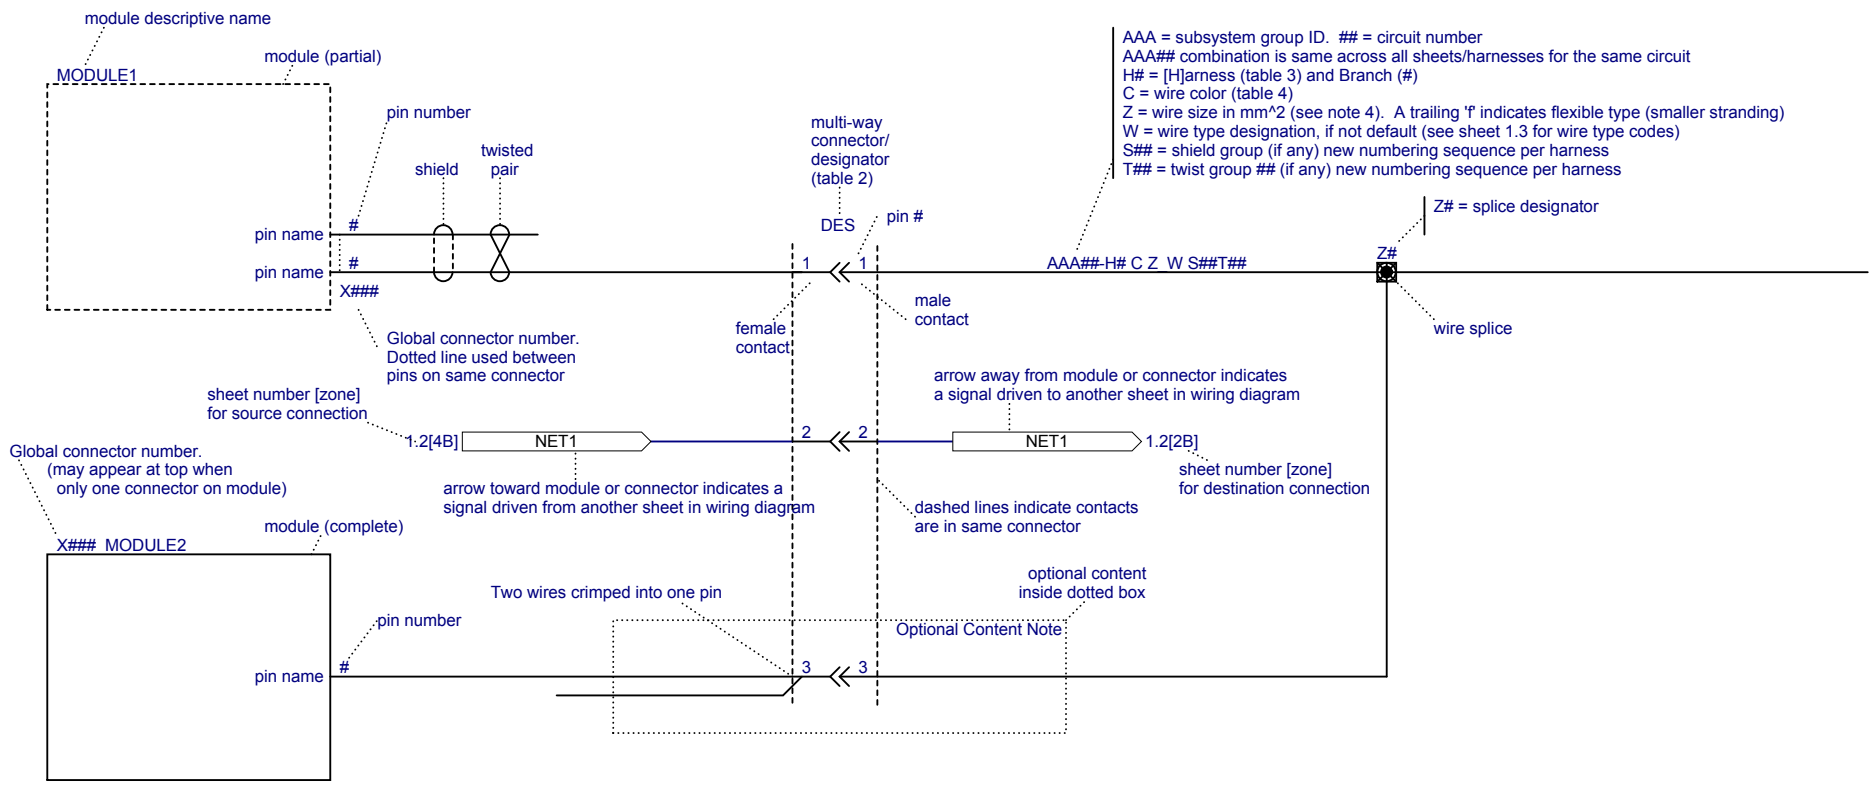 module descriptive name
module (partial)
MODULE1
pin number
shield
twisted
pair
pin name
#
pin name
#
X###
Global connector number.
Dotted line used between
pins on same connector
multi-way
connector/
designator
(table 2)
DES
pin #
1
1
female
contact
male
contact
AAA = subsystem group ID.  ## = circuit number
AAA## combination is same across all sheets/harnesses for the same circuit
H# = [H]arness (table 3) and Branch (#)
C = wire color (table 4)
Z = wire size in mm^2 (see note 4).  A trailing 'f' indicates flexible type (smaller stranding)
W = wire type designation, if not default (see sheet 1.3 for wire type codes)
S## = shield group (if any) new numbering sequence per harness
T## = twist group ## (if any) new numbering sequence per harness
AAA##-H# C Z  W S##T##
Z# = splice designator
Z#
wire splice
sheet number [zone]
for source connection
1.2[4B]
NET1
arrow toward module or connector indicates a
signal driven from another sheet in wiring diagram
2
2
arrow away from module or connector indicates
a signal driven to another sheet in wiring diagram
NET1
1.2[2B]
sheet number [zone]
for destination connection
dashed lines indicate contacts
are in same connector
Global connector number.
(may appear at top when
only one connector on module)
module (complete)
X###  MODULE2
pin number
pin name
#
Two wires crimped into one pin
optional content
inside dotted box
Optional Content Note
3
3